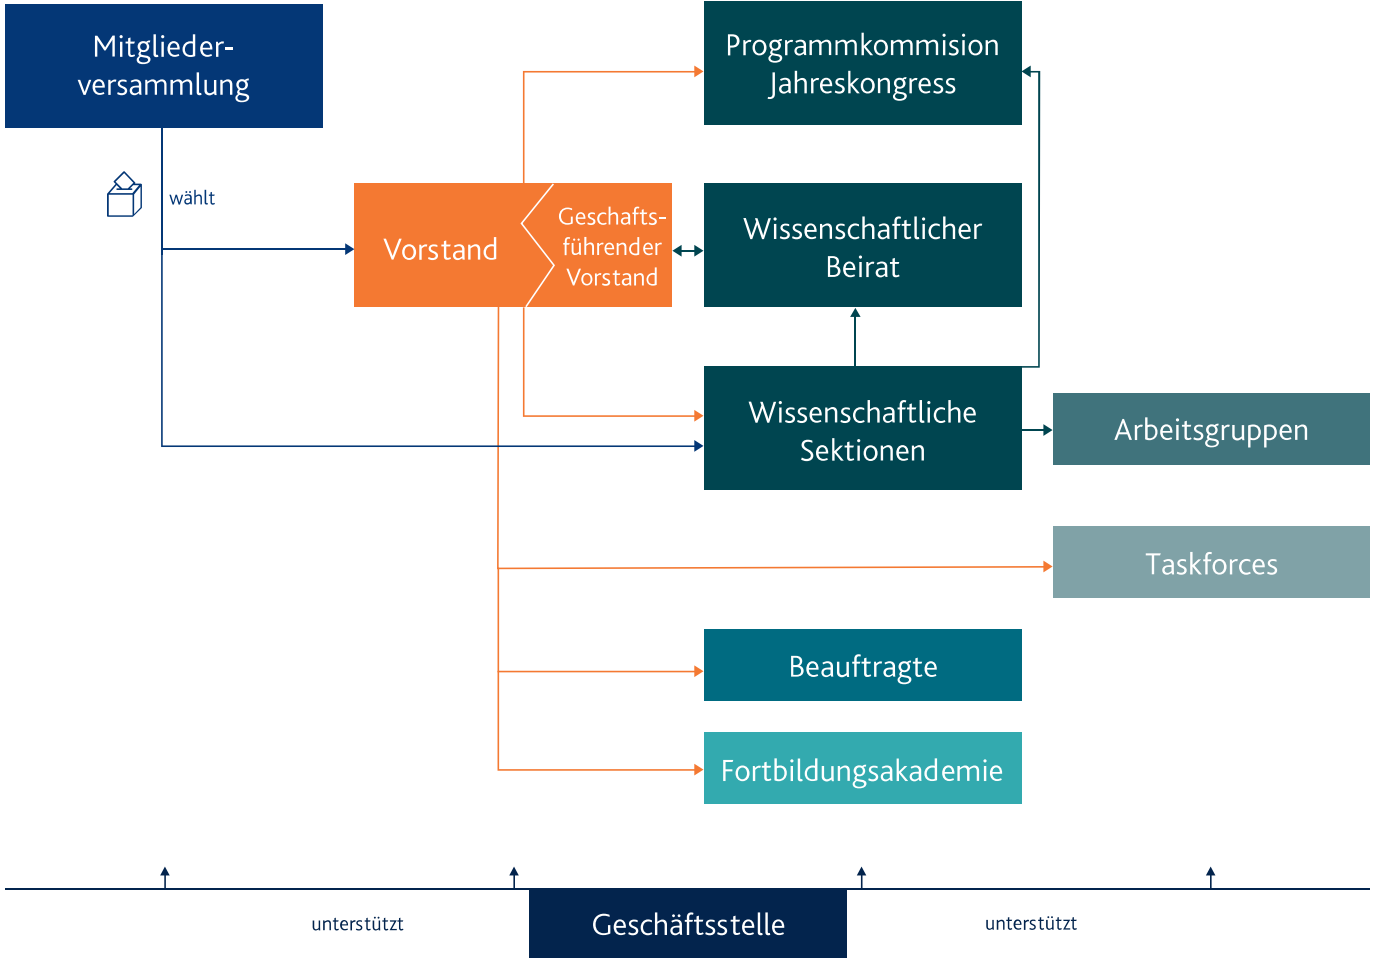 Mitglieder-
versammlung
wählt
Vorstand
Geschafts-
führender
Vorstand
Programmkommision
Jahreskongress
Wissenschaftlicher
Beirat
Wissenschaftliche
Sektionen
Arbeitsgruppen
Taskforces
Beauftragte
Fortbildungsakademie
unterstützt
Geschäftsstelle
unterstützt